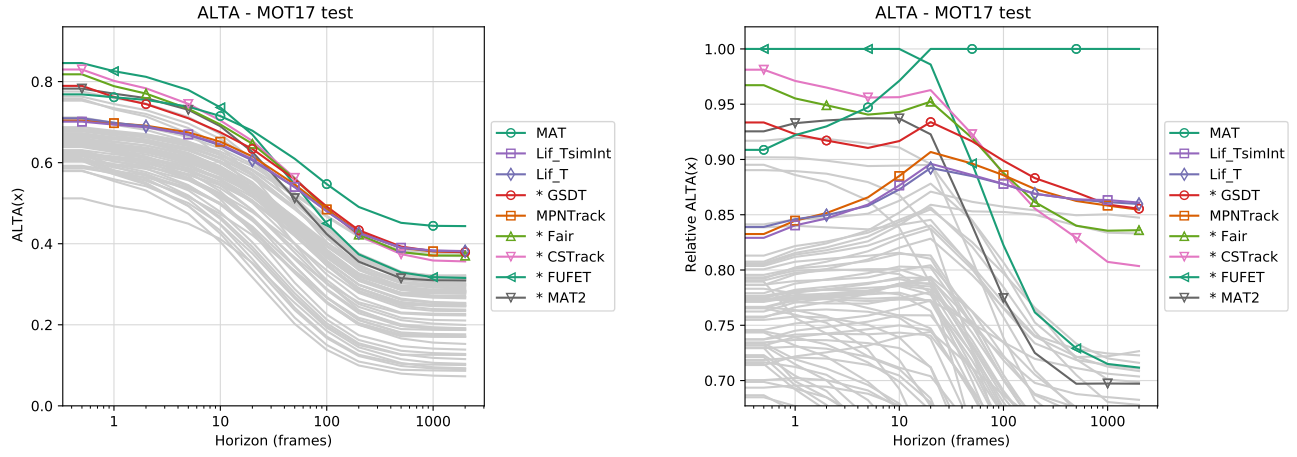 ALTA - MOT17 test
ALTA(x)
0.8
0.6
0.4
0.2
0.0
1
10
100
1000
Horizon (frames)
MAT
Lif_TsimInt
Lif_T
* GSDT
MPNTrack
* Fair
* CSTrack
* FUFET
* MAT2
ALTA - MOT17 test
Relative ALTA(x)
1.00
0.95
0.90
0.85
0.80
0.75
0.70
1
10
100
1000
Horizon (frames)
MAT
Lif_TsimInt
Lif_T
* GSDT
MPNTrack
* Fair
* CSTrack
* FUFET
* MAT2